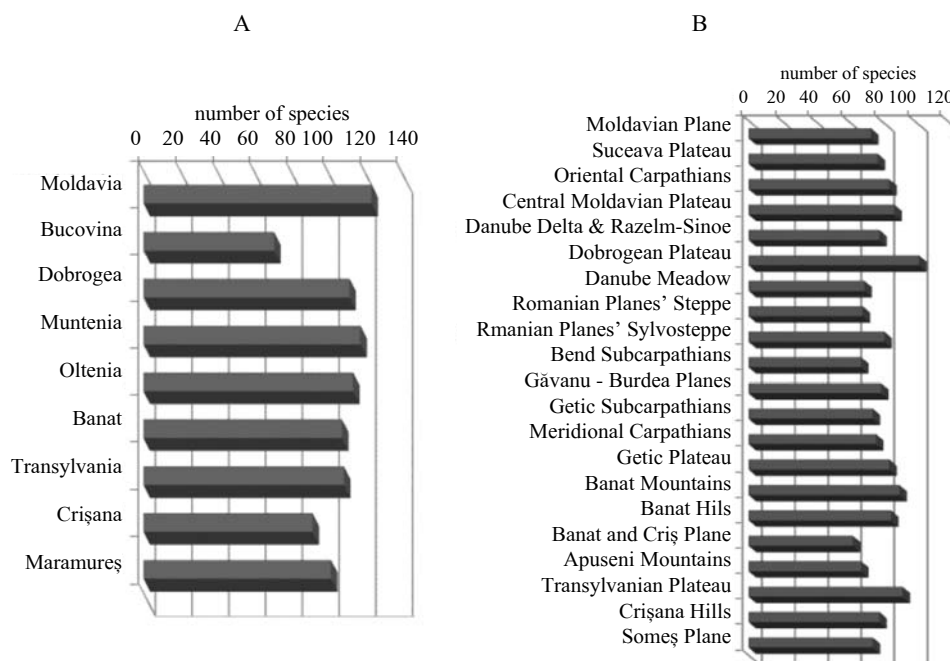 A
number of species
0 20 40 60 80 100 120 140
Moldavia
Bucovina
Dobrogea
Muntenia
Oltenia
Banat
Transylvania
Crișana
Maramureș
B
number of species
0 20 40 60 80 100 120
Moldavian Plane
Suceava Plateau
Oriental Carpathians
Central Moldavian Plateau
Danube Delta & Razelm-Sinoe
Dobrogean Plateau
Danube Meadow
Romanian Planes’ Steppe
Rmanian Planes’ Sylvosteppe
Bend Subcarpathians
Găvanu - Burdea Planes
Getic Subcarpathians
Meridional Carpathians
Getic Plateau
Banat Mountains
Banat Hils
Banat and Criș Plane
Apuseni Mountains
Transylvanian Plateau
Crișana Hills
Someș Plane